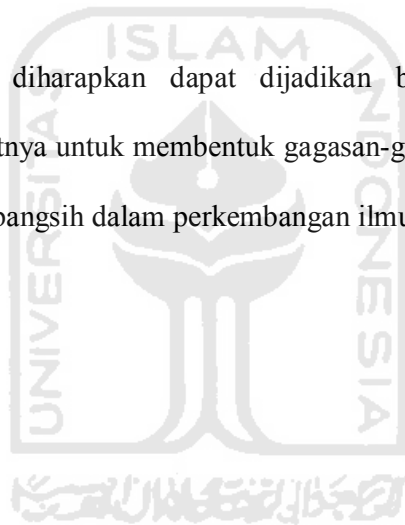 ISLAM
diharapkan dapat dijadikan b
tnya untuk membentuk gagasan-g
bangsih dalam perkembangan ilmu
UNIVERSITAS
INDONESIA